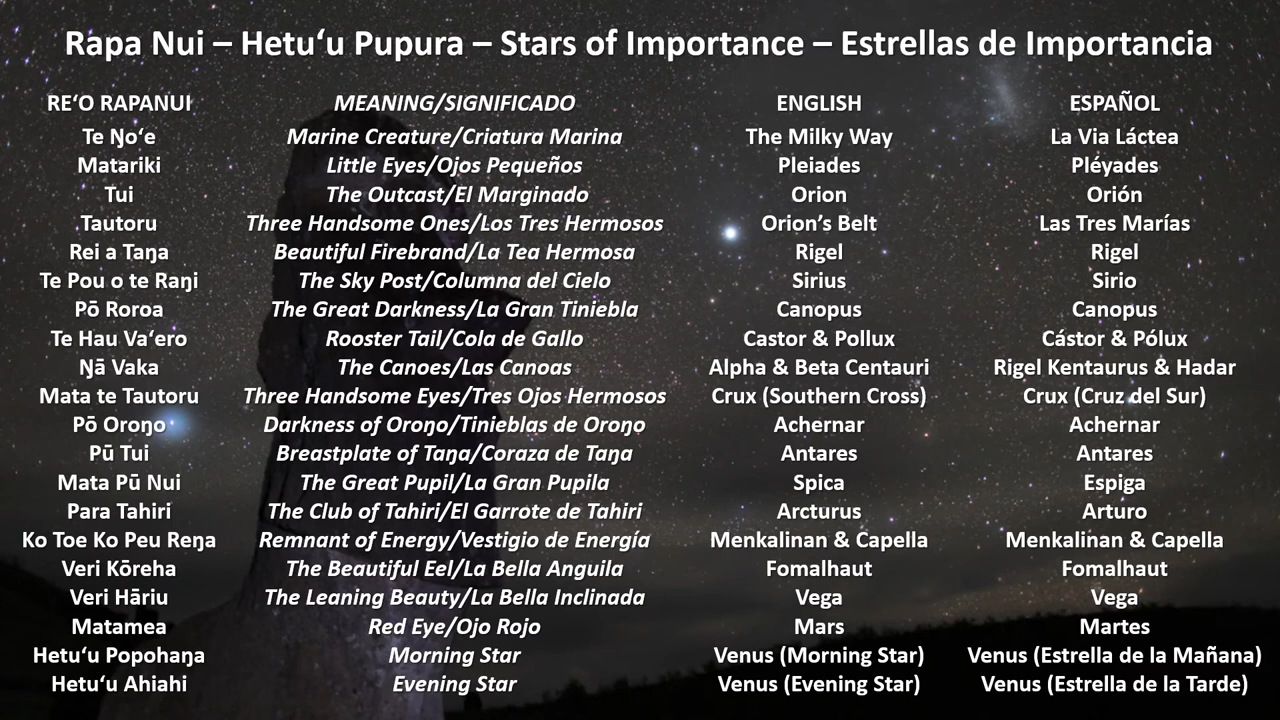 Rapa Nui – Hetuʻu Pupura – Stars of Importance – Estrellas de Importancia
REʻO RAPANUI MEANING/SIGNIFICADO ENGLISH ESPAÑOL
Te Ŋoʻe Marine Creature/Criatura Marina The Milky Way La Via Láctea
Matariki Little Eyes/Ojos Pequeños Pleiades Pléyades
Tui The Outcast/El Marginado Orion Orión
Tautoru Three Handsome Ones/Los Tres Hermosos Orion’s Belt Las Tres Marías
Rei a Taŋa Beautiful Firebrand/La Tea Hermosa Rigel Rigel
Te Pou o te Raŋi The Sky Post/Columna del Cielo Sirius Sirio
Pō Roroa The Great Darkness/La Gran Tiniebla Canopus Canopus
Te Hau Vaʻero Rooster Tail/Cola de Gallo Castor & Pollux Cástor & Pólux
Ŋā Vaka The Canoes/Las Canoas Alpha & Beta Centauri Rigel Kentaurus & Hadar
Mata te Tautoru Three Handsome Eyes/Tres Ojos Hermosos Crux (Southern Cross) Crux (Cruz del Sur)
Pō Oroŋo Darkness of Oroŋo/Tinieblas de Oroŋo Achernar Achernar
Pū Tui Breastplate of Taŋa/Coraza de Taŋa Antares Antares
Mata Pū Nui The Great Pupil/La Gran Pupila Spica Espiga
Para Tahiri The Club of Tahiri/El Garrote de Tahiri Arcturus Arturo
Ko Toe Ko Peu Reŋa Remnant of Energy/Vestigio de Energía Menkalinan & Capella Menkalinan & Capella
Veri Kōreha The Beautiful Eel/La Bella Anguila Fomalhaut Fomalhaut
Veri Hāriu The Leaning Beauty/La Bella Inclinada Vega Vega
Matamea Red Eye/Ojo Rojo Mars Martes
Hetuʻu Popohaŋa Morning Star Venus (Morning Star) Venus (Estrella de la Mañana)
Hetuʻu Ahiahi Evening Star Venus (Evening Star) Venus (Estrella de la Tarde)